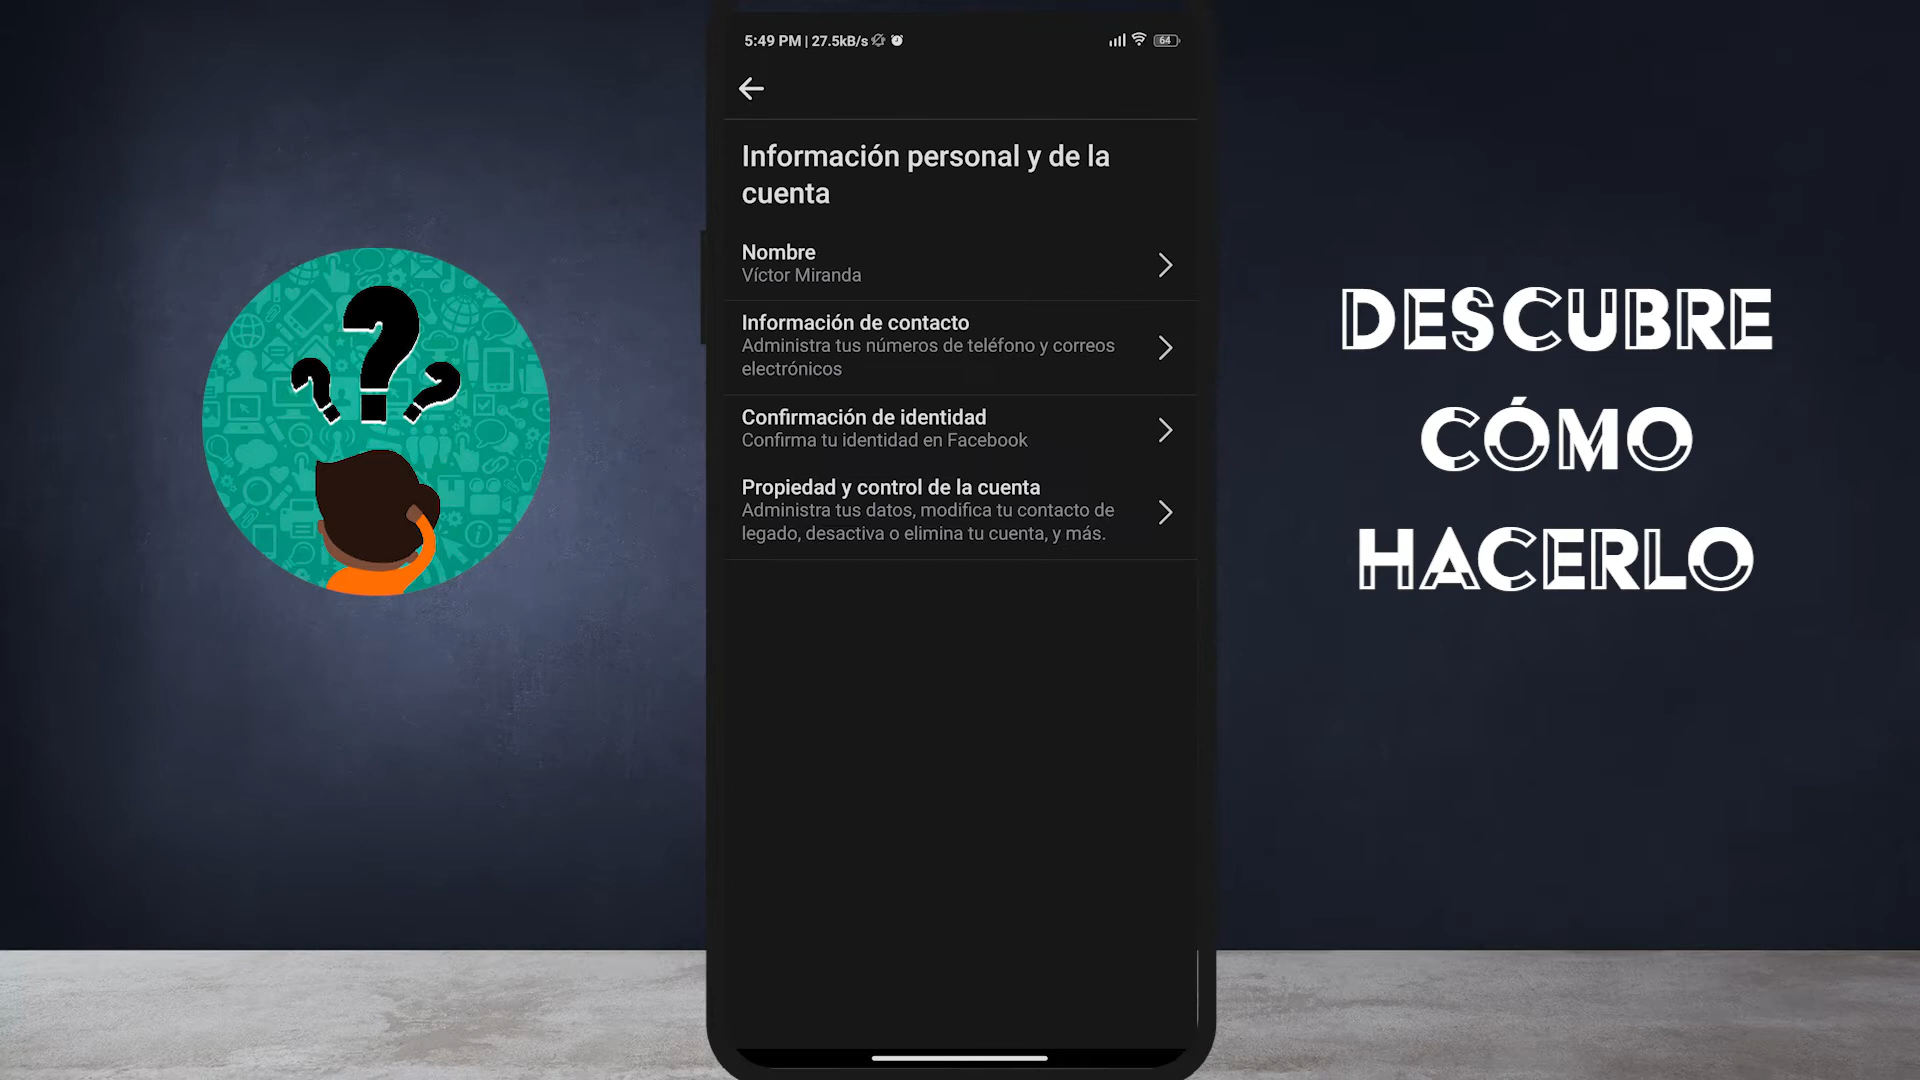 5:49 PM | 27.5kB/s
64
Información personal y de la
cuenta
Nombre
Víctor Miranda
Información de contacto
Administra tus números de teléfono y correos
electrónicos
Confirmación de identidad
Confirma tu identidad en Facebook
Propiedad y control de la cuenta
Administra tus datos, modifica tu contacto de
legado, desactiva o elimina tu cuenta, y más.
???
DESCUBRE
CÓMO
HACERLO